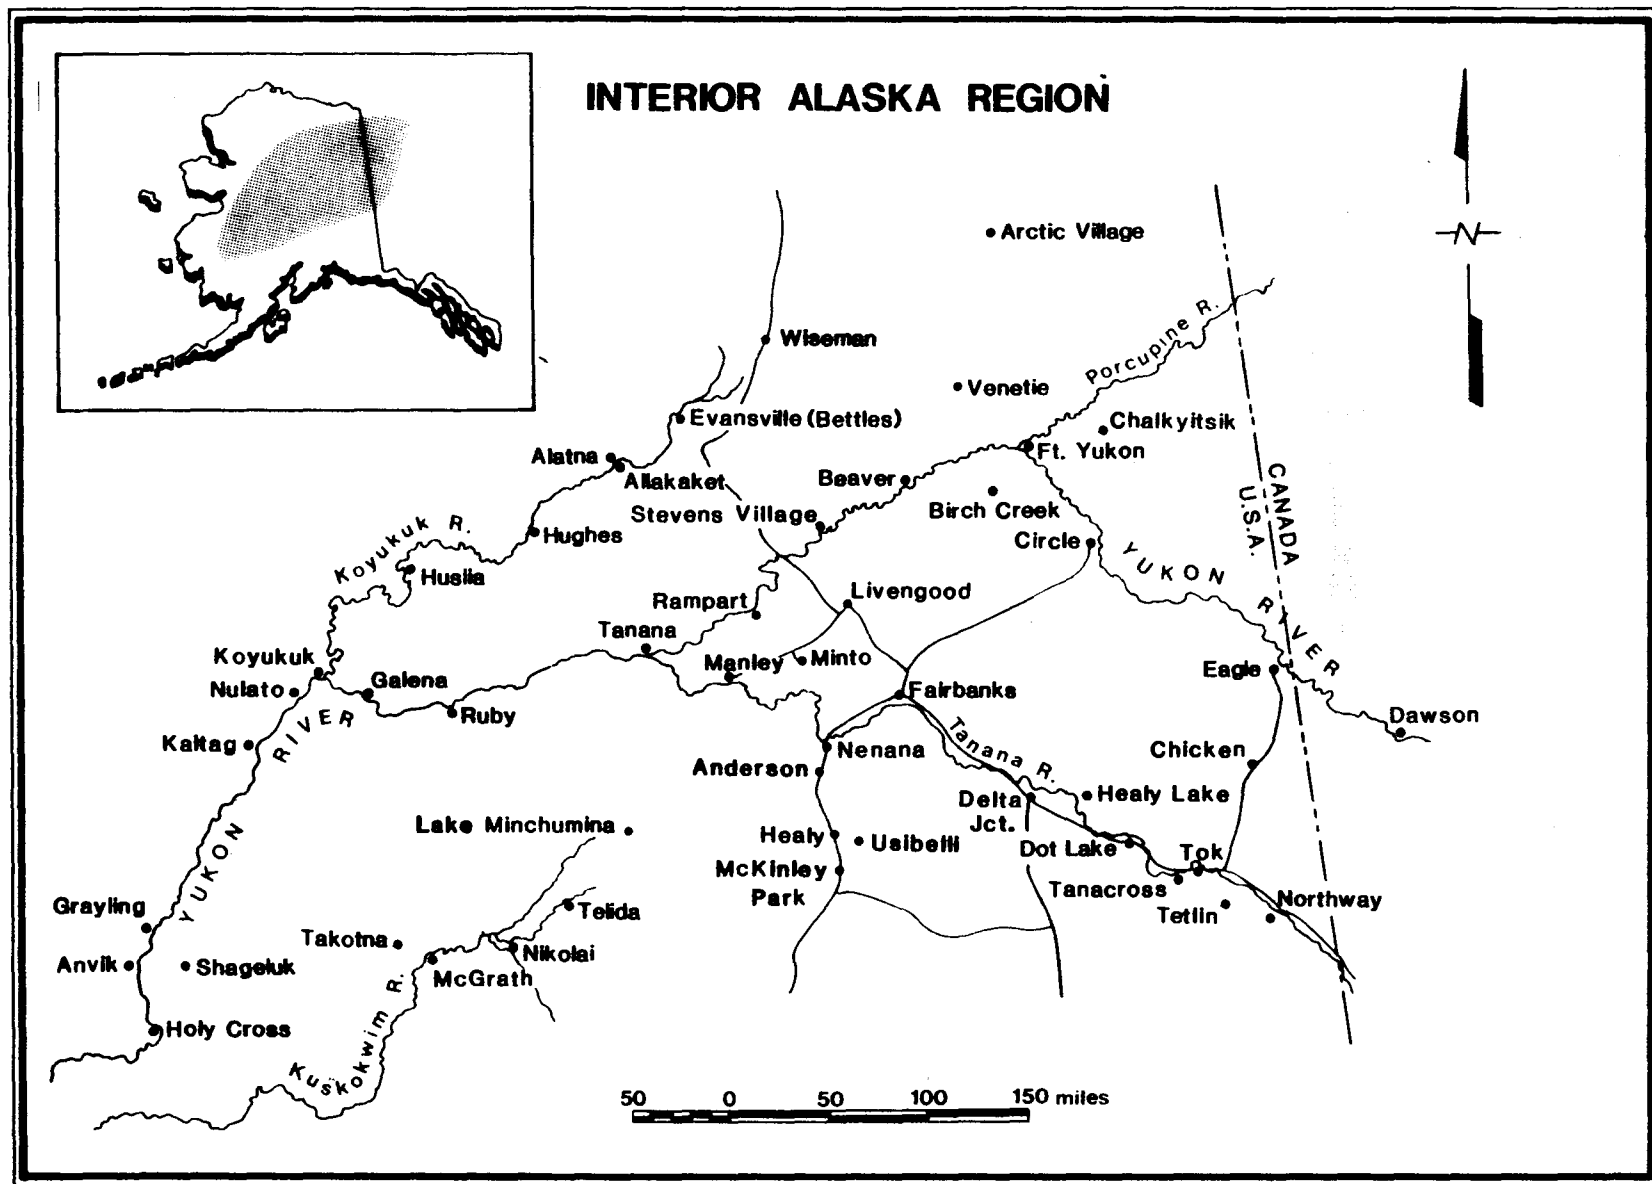 INTERIOR ALASKA REGION
N
Arctic Village
Porcupine R.
Wiseman
Venetie
Evansville (Bettles)
Chalkyitsik
Alatna
Ft. Yukon
Allakaket
Beaver
CANADA
U.S.A.
Stevens Village
Birch Creek
Koyukuk R.
Hughes
Circle
YUKON RIVER
Huslia
Livengood
Rampart
Tanana
Koyukuk
Manley
Minto
Eagle
Nulato
Galena
Fairbanks
Ruby
Dawson
YUKON RIVER
Kaltag
Tanana R.
Nenana
Chicken
Anderson
Healy Lake
Delta
Jct.
Lake Minchumina
Healy
Usibelli
Dot Lake
Tok
McKinley
Park
Tanacross
Northway
Tetlin
Grayling
Telida
Takotna
Nikolai
Anvik
Shageluk
McGrath
Holy Cross
Kuskokwim R.
50 0 50 100 150 miles